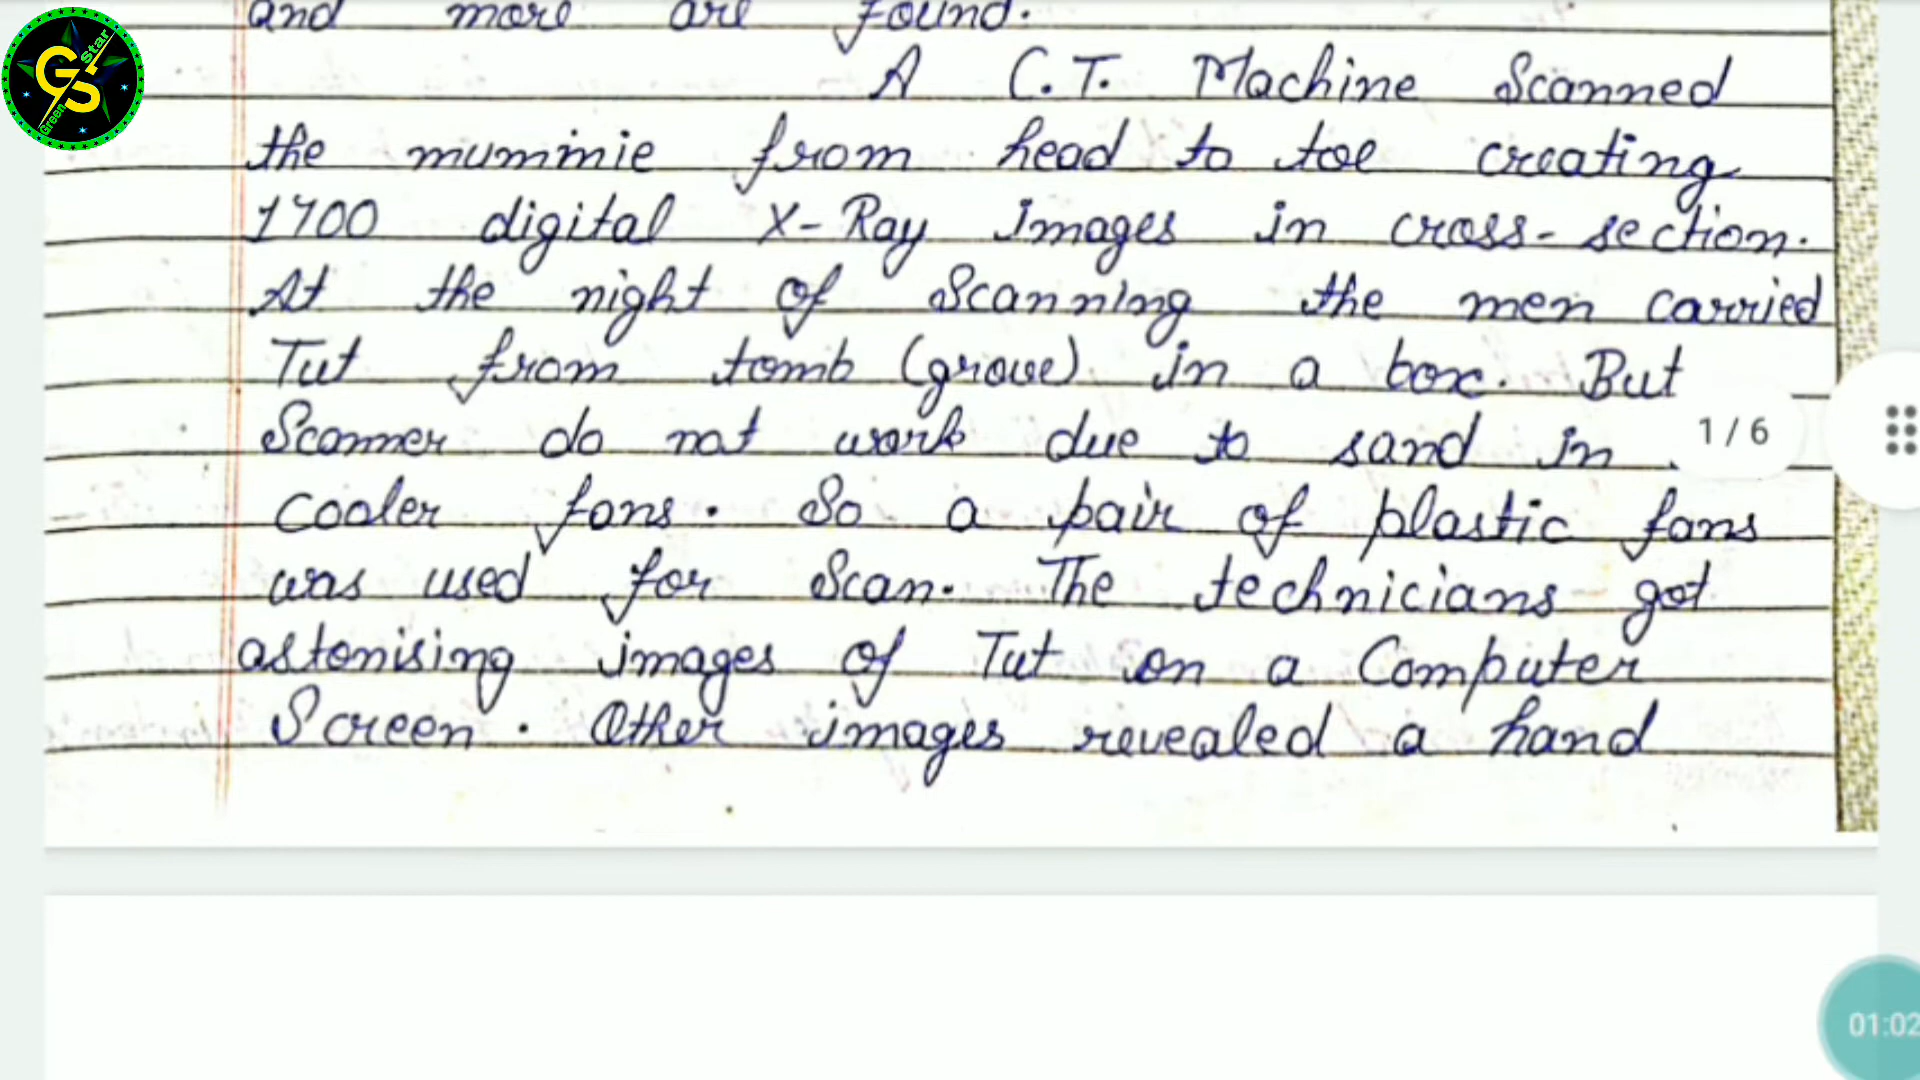 and more are found.
A C.T. Machine Scanned
the mummie from head to toe creating
1700 digital X-Ray images in cross-section.
At the night of Scanning the men carried
Tut from tomb (grave) in a box. But
Scanner do not work due to sand in
cooler fans. So a pair of plastic fans
was used for Scan. The technicians got
astonising images of Tut on a Computer
Screen. Other images revealed a hand
Green Star
GS
1/6
01:02